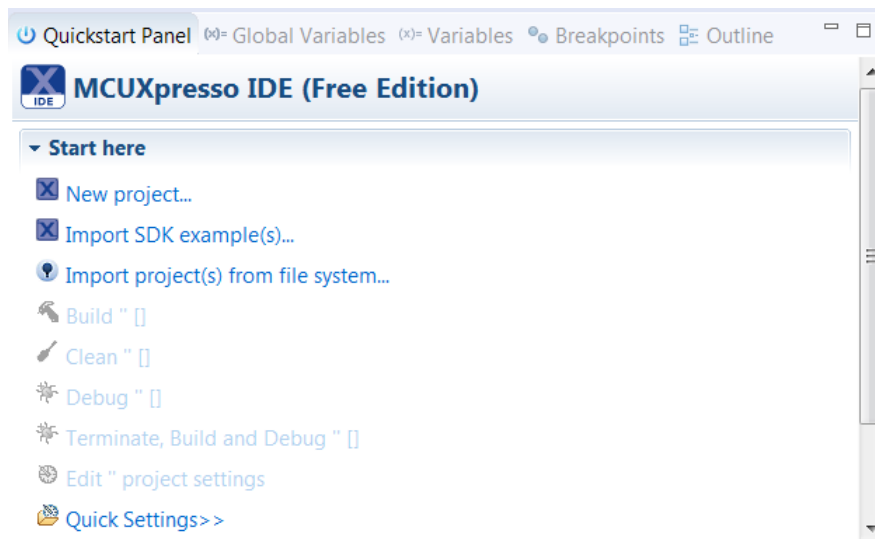 Quickstart Panel (x)= Global Variables (x)= Variables Breakpoints Outline
IDE MCUXpresso IDE (Free Edition)
Start here
New project...
Import SDK example(s)...
Import project(s) from file system...
Build '' []
Clean '' []
Debug '' []
Terminate, Build and Debug '' []
Edit '' project settings
Quick Settings>>